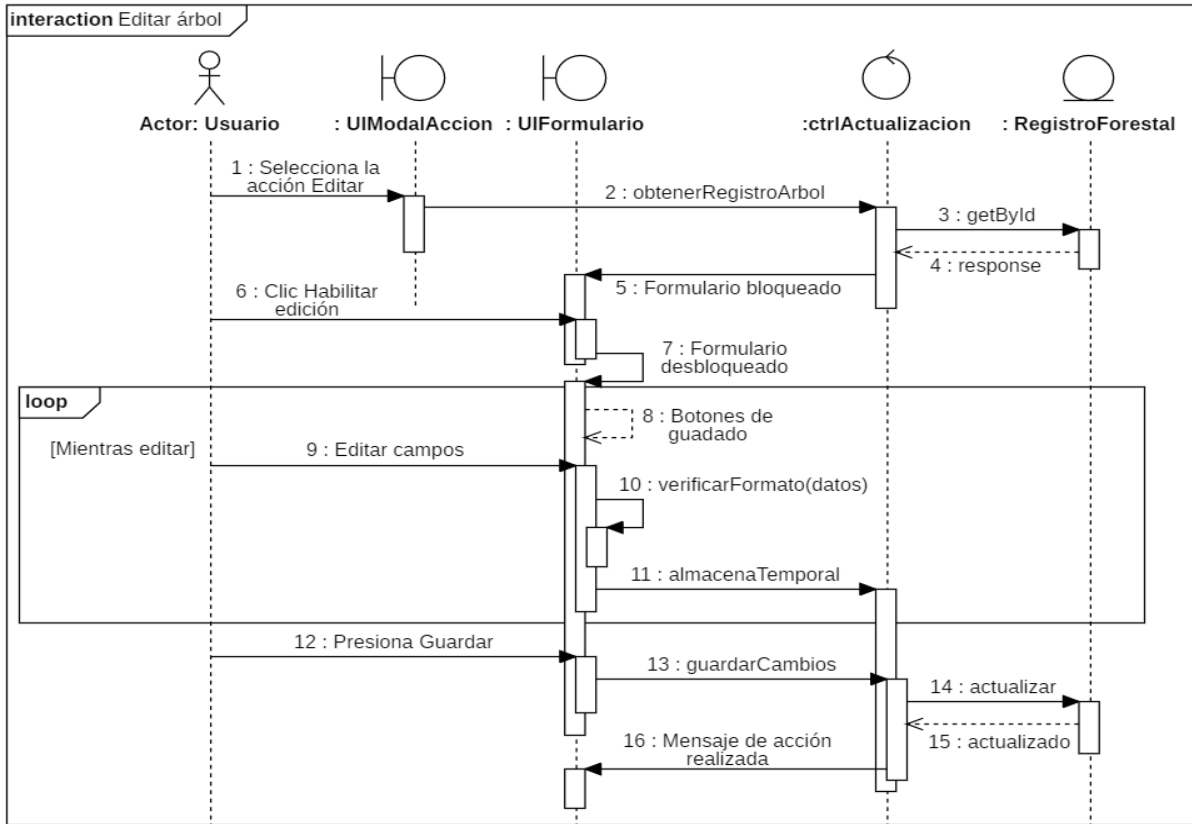 interaction Editar árbol
Actor: Usuario
: UIModalAccion
: UIFormulario
:ctrlActualizacion
: RegistroForestal
1 : Selecciona la
acción Editar
2 : obtenerRegistroArbol
3 : getById
4 : response
5 : Formulario bloqueado
6 : Clic Habilitar
edición
7 : Formulario
desbloqueado
loop
[Mientras editar]
8 : Botones de
guadado
9 : Editar campos
10 : verificarFormato(datos)
11 : almacenaTemporal
12 : Presiona Guardar
13 : guardarCambios
14 : actualizar
15 : actualizado
16 : Mensaje de acción
realizada